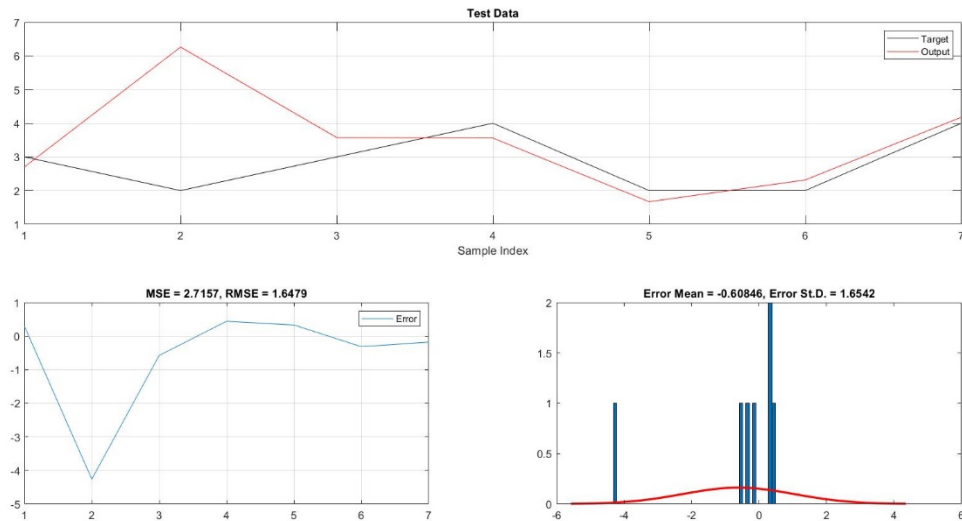 Test Data
7
6
5
4
3
2
1
Target
Output
1 2 3 4 5 6 7
Sample Index
MSE = 2.7157, RMSE = 1.6479
1
0
-1
-2
-3
-4
-5
Error
1 2 3 4 5 6 7
Error Mean = -0.60846, Error St.D. = 1.6542
2
1.5
1
0.5
0
-6 -4 -2 0 2 4 6